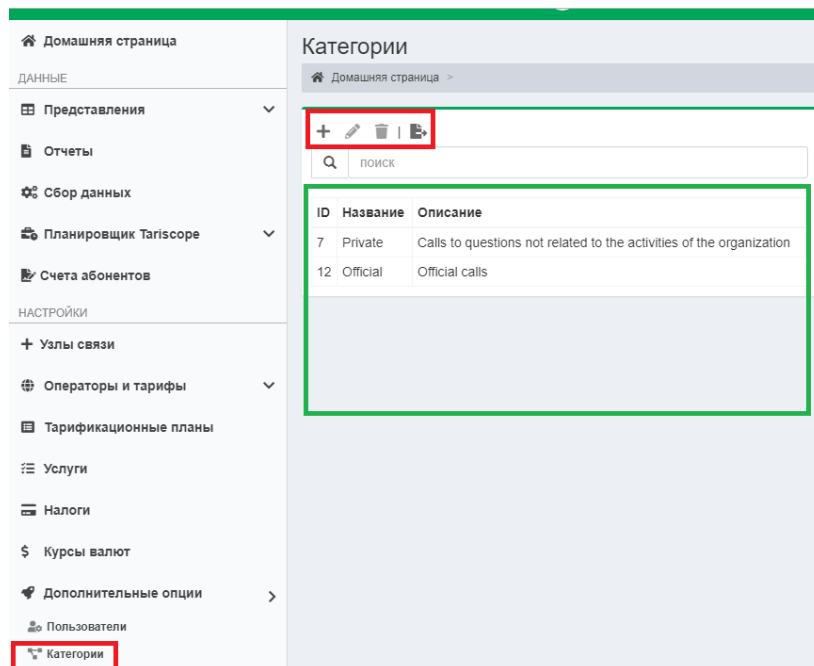 Домашняя страница
ДАННЫЕ
Представления
Отчеты
Сбор данных
Планировщик Tariscope
Счета абонентов
НАСТРОЙКИ
Узлы связи
Операторы и тарифы
Тарификационные планы
Услуги
Налоги
$ Курсы валют
Дополнительные опции
Пользователи
Категории
Категории
Домашняя страница >
поиск
ID Название Описание
7 Private Calls to questions not related to the activities of the organization
12 Official Official calls